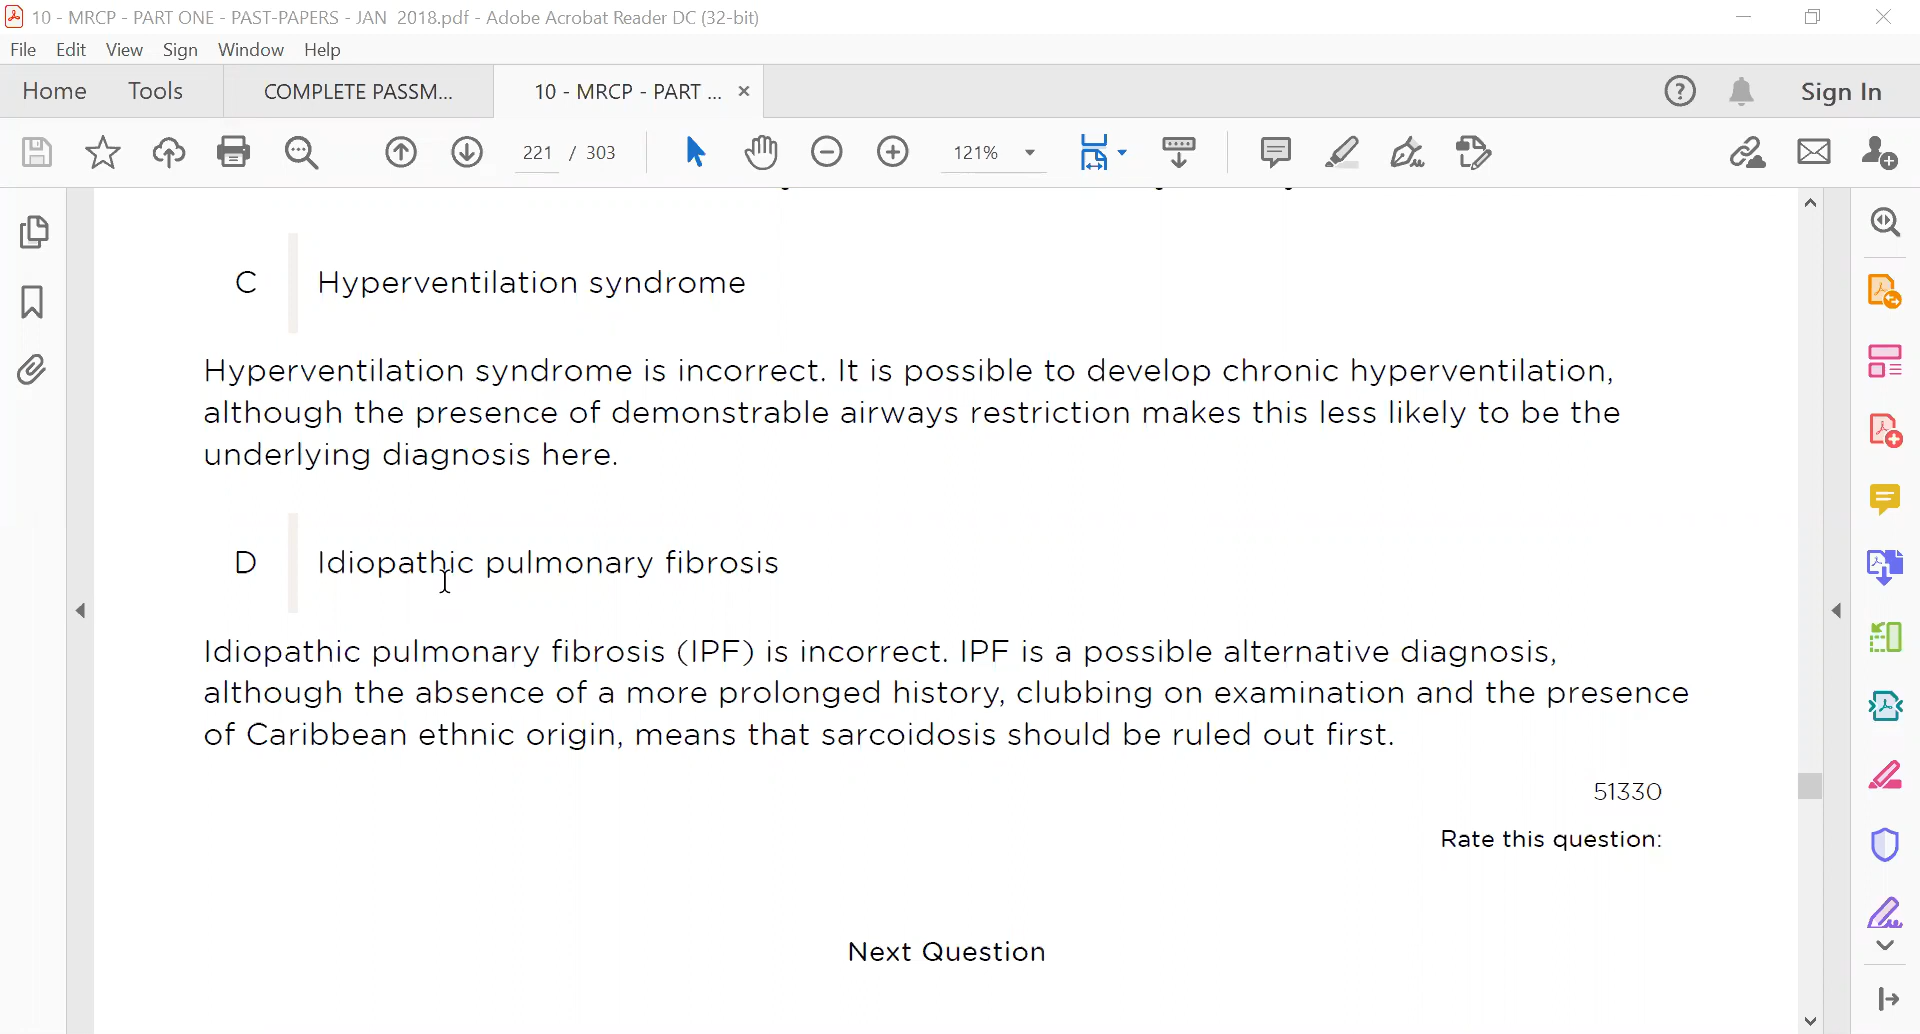 10 - MRCP - PART ONE - PAST-PAPERS - JAN 2018.pdf - Adobe Acrobat Reader DC (32-bit)
File Edit View Sign Window Help
Home Tools COMPLETE PASSM... 10 - MRCP - PART ... × Sign In
221 / 303 121%
C Hyperventilation syndrome
Hyperventilation syndrome is incorrect. It is possible to develop chronic hyperventilation,
although the presence of demonstrable airways restriction makes this less likely to be the
underlying diagnosis here.
D Idiopathic pulmonary fibrosis
Idiopathic pulmonary fibrosis (IPF) is incorrect. IPF is a possible alternative diagnosis,
although the absence of a more prolonged history, clubbing on examination and the presence
of Caribbean ethnic origin, means that sarcoidosis should be ruled out first.
51330
Rate this question:
Next Question